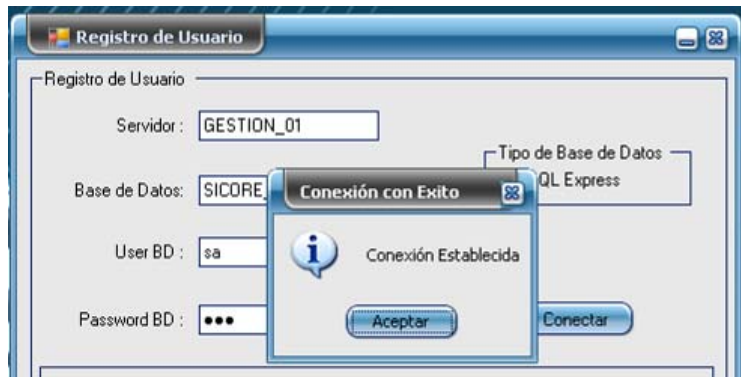 Registro de Usuario
Registro de Usuario
Servidor : GESTION_01
Tipo de Base de Datos
Base de Datos: SICORE_
QL Express
Conexión con Exito
User BD : sa
Conexión Establecida
Password BD : ●●●
Aceptar
Conectar